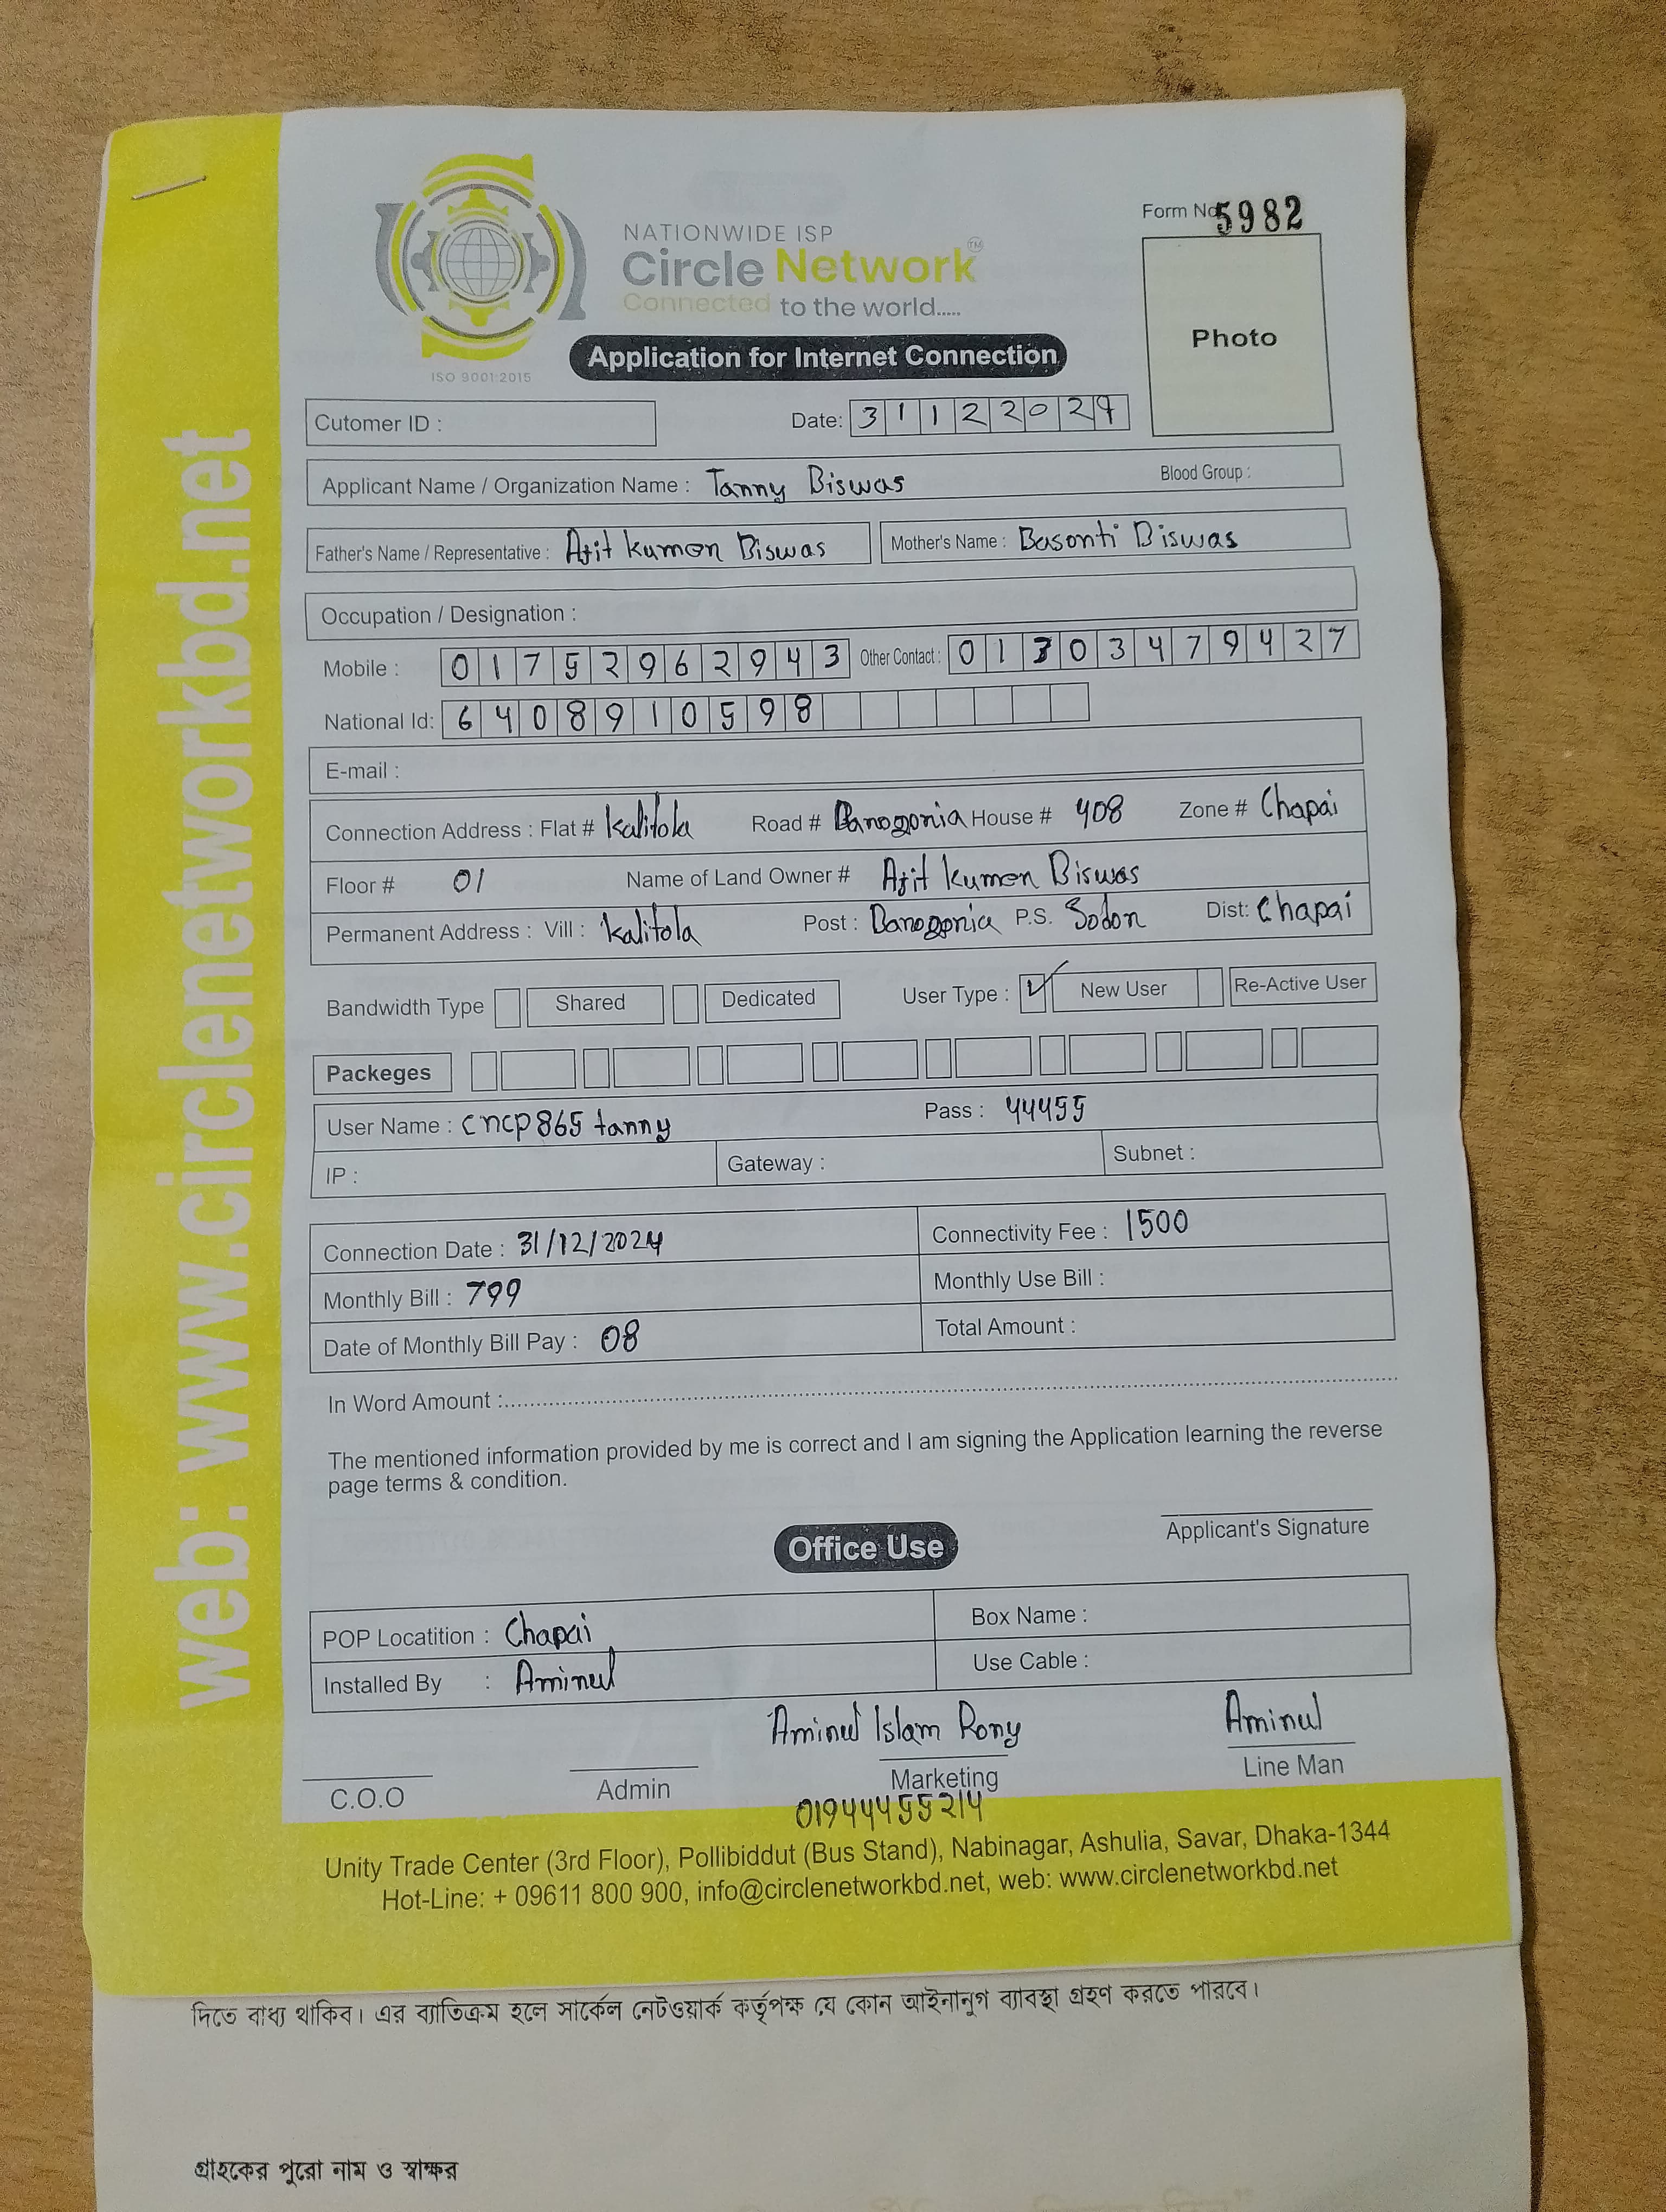 web: www.circlenetworkbd.net
NATIONWIDE ISP
Circle Network TM
Connected to the world.....
ISO 9001:2015
Form No 5982
Photo
Application for Internet Connection
Cutomer ID :
Date: 31122024
Applicant Name / Organization Name : Tanny Biswas Blood Group :
Father's Name / Representative : Ajit kumar Biswas Mother's Name : Basonti Biswas
Occupation / Designation :
Mobile : 01752962943 Other Contact : 01303479427
National Id: 6408910598
E-mail :
Connection Address : Flat # kalitola Road # Barogoria House # 408 Zone # Chapai
Floor # 01 Name of Land Owner # Ajit kumar Biswas
Permanent Address : Vill : kalitola Post : Barogoria P.S. Sodor Dist: Chapai
Bandwidth Type Shared Dedicated User Type : ✓ New User Re-Active User
Packeges
User Name : cncp865 tanny Pass : 44455
IP : Gateway : Subnet :
Connection Date : 31/12/2024 Connectivity Fee : 1500
Monthly Bill : 799 Monthly Use Bill :
Date of Monthly Bill Pay : 08 Total Amount :
In Word Amount :
The mentioned information provided by me is correct and I am signing the Application learning the reverse
page terms & condition.
Applicant's Signature
Office Use
POP Locatition : Chapai Box Name :
Installed By : Aminul Use Cable :
Aminul Islam Rony Aminul
C.O.O Admin Marketing Line Man
01944455214
Unity Trade Center (3rd Floor), Pollibiddut (Bus Stand), Nabinagar, Ashulia, Savar, Dhaka-1344
Hot-Line: + 09611 800 900, info@circlenetworkbd.net, web: www.circlenetworkbd.net
দিতে বাধ্য থাকিব। এর ব্যাতিক্রম হলে সার্কেল নেটওয়ার্ক কর্তৃপক্ষ যে কোন আইনানুগ ব্যাবস্থা গ্রহণ করতে পারবে।
গ্রাহকের পুরো নাম ও স্বাক্ষর